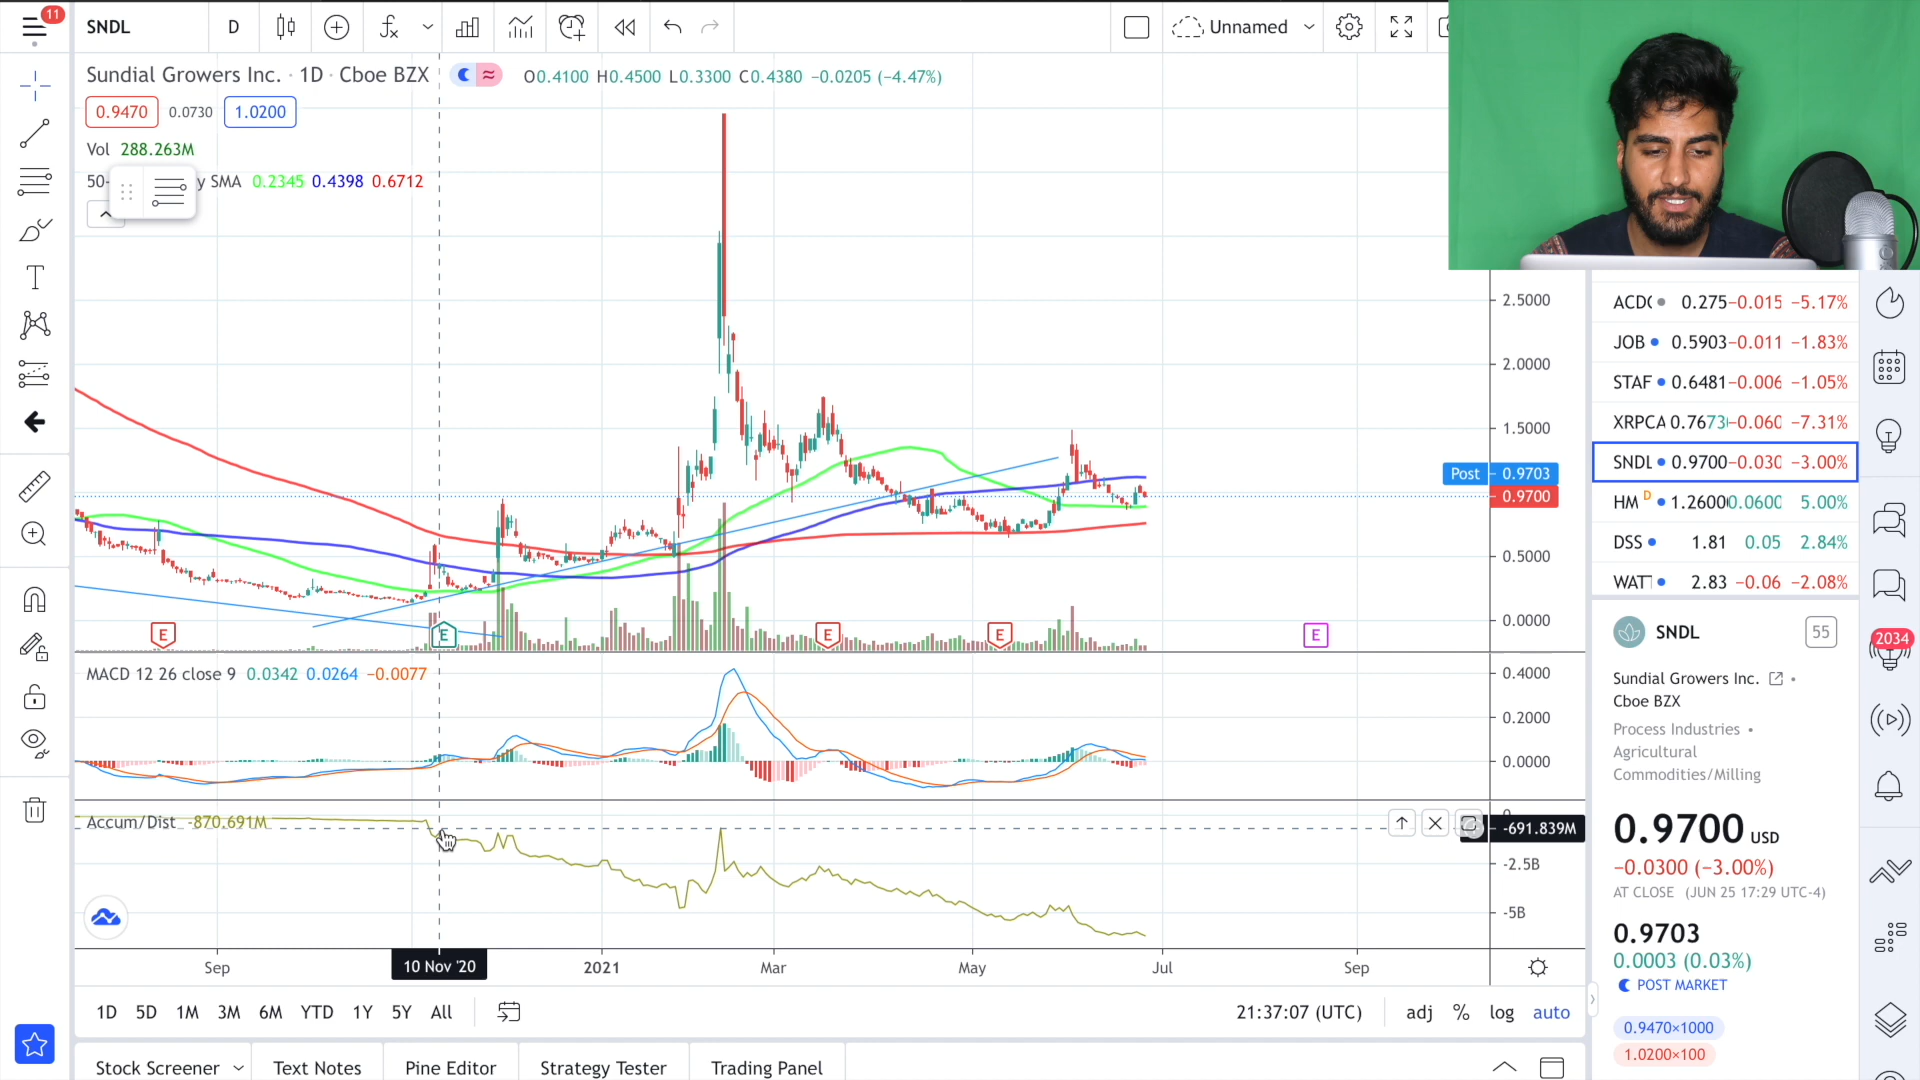 11
SNDL
D
Unnamed
Sundial Growers Inc. · 1D · Cboe BZX
O0.4100 H0.4500 L0.3300 C0.4380 −0.0205 (−4.47%)
0.9470 0.0730 1.0200
Vol 288.263M
50- y SMA 0.2345 0.4398 0.6712
2.5000
2.0000
1.5000
Post 0.9703
0.9700
0.5000
0.0000
E E E E E
MACD 12 26 close 9 0.0342 0.0264 −0.0077
0.4000
0.2000
0.0000
Accum/Dist -870.691M
-691.839M
-2.5B
-5B
Sep 10 Nov '20 2021 Mar May Jul Sep
1D 5D 1M 3M 6M YTD 1Y 5Y All
21:37:07 (UTC) adj % log auto
Stock Screener Text Notes Pine Editor Strategy Tester Trading Panel
ACD 0.275 −0.015 −5.17%
JOB 0.5903 −0.011 −1.83%
STAF 0.6481 −0.006 −1.05%
XRPCA 0.7673 −0.060 −7.31%
SNDL 0.9700 −0.030 −3.00%
HM D 1.2600 0.0600 5.00%
DSS 1.81 0.05 2.84%
WAT 2.83 −0.06 −2.08%
SNDL 55
Sundial Growers Inc. •
Cboe BZX
Process Industries •
Agricultural
Commodities/Milling
0.9700 USD
−0.0300 (−3.00%)
AT CLOSE (JUN 25 17:29 UTC-4)
0.9703
0.0003 (0.03%)
POST MARKET
0.9470×1000
1.0200×100
2034